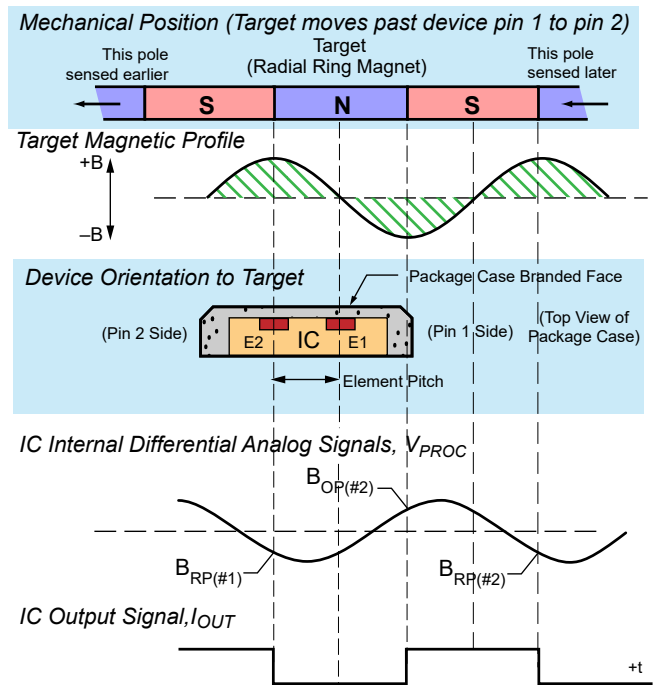 Mechanical Position (Target moves past device pin 1 to pin 2)
This pole
sensed earlier
Target
(Radial Ring Magnet)
This pole
sensed later
S
N
S
Target Magnetic Profile
+B
–B
Device Orientation to Target
Package Case Branded Face
(Pin 2 Side)
E2
IC
E1
(Pin 1 Side)
(Top View of
Package Case)
Element Pitch
IC Internal Differential Analog Signals, VPROC
BOP(#2)
BRP(#1)
BRP(#2)
IC Output Signal,IOUT
+t